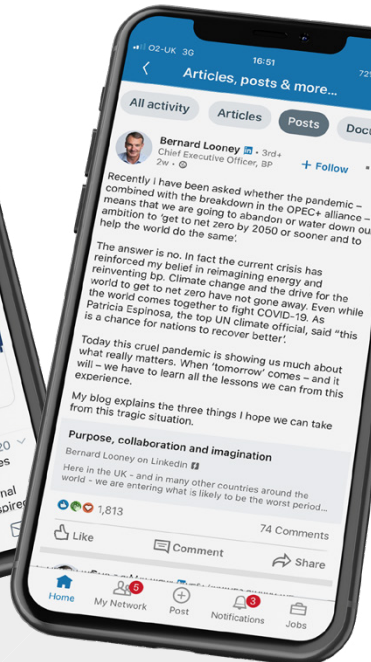 O2-UK 3G
16:51
72%
Articles, posts & more...
All activity
Articles
Posts
Docu
Bernard Looney in • 3rd+
Chief Executive Officer, BP
2w •
+ Follow
Recently I have been asked whether the pandemic –
combined with the breakdown in the OPEC+ alliance –
means that we are going to abandon or water down our
ambition to 'get to net zero by 2050 or sooner and to
help the world do the same'.
The answer is no. In fact the current crisis has
reinforced my belief in reimagining energy and
reinventing bp. Climate change and the drive for the
world to get to net zero have not gone away. Even while
the world comes together to fight COVID-19. As
Patricia Espinosa, the top UN climate official, said "this
is a chance for nations to recover better'.
Today this cruel pandemic is showing us much about
what really matters. When 'tomorrow' comes – and it
will – we have to learn all the lessons we can from this
experience.
My blog explains the three things I hope we can take
from this tragic situation.
Purpose, collaboration and imagination
Bernard Looney on LinkedIn
Here in the UK - and in many other countries around the
world - we are entering what is likely to be the worst period...
1,813
74 Comments
Like
Comment
Share
Home
My Network
5
Post
Notifications
3
Jobs
20
es
nal
spired